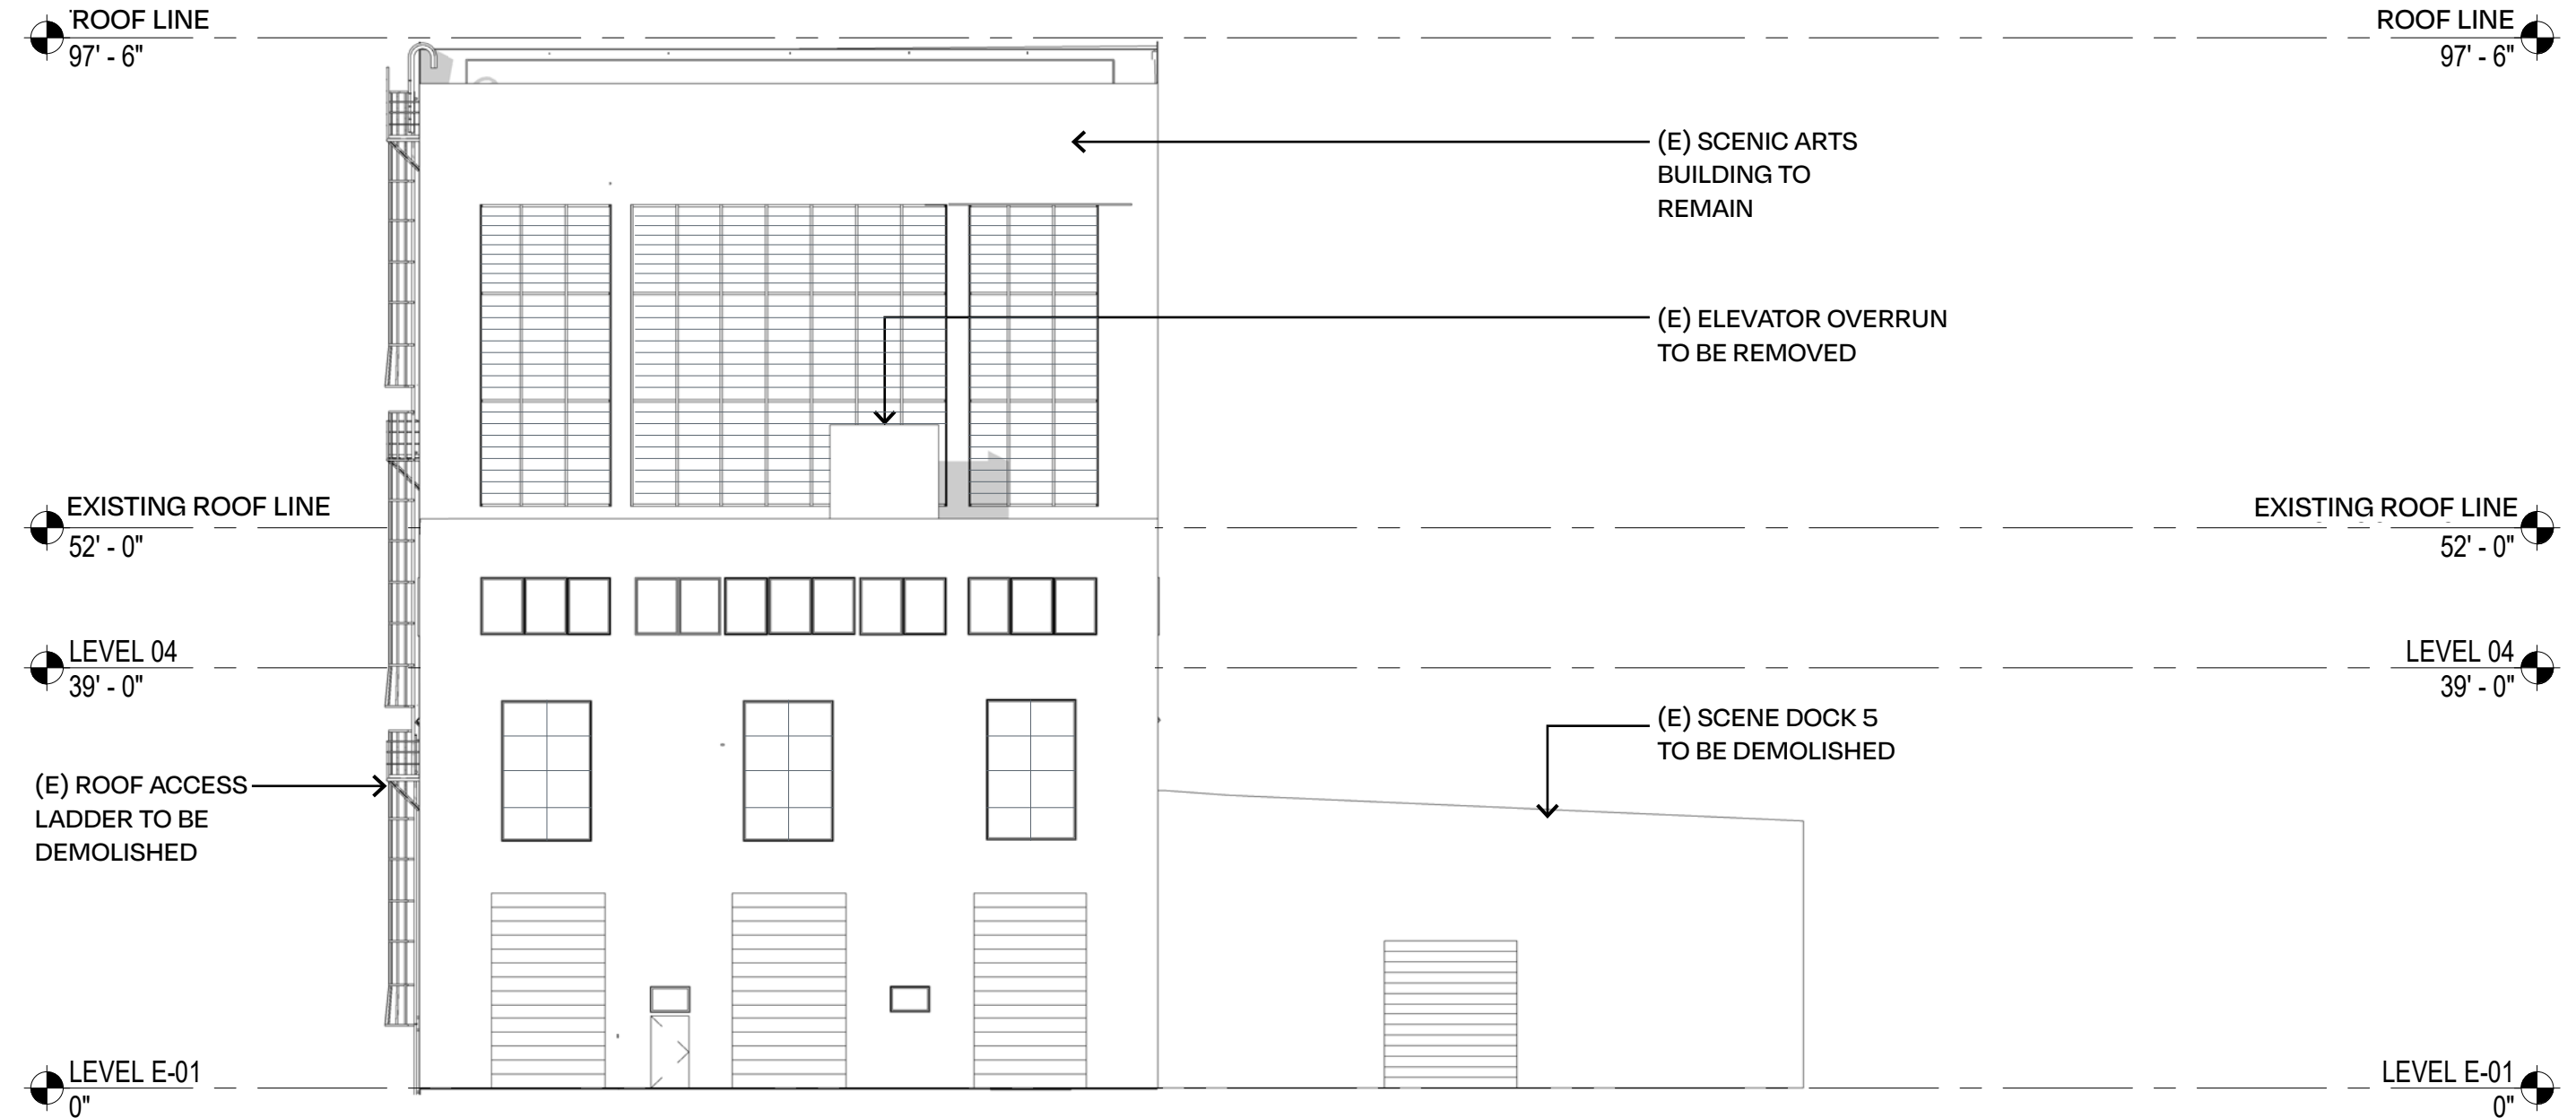 ROOF LINE
97' - 6"
ROOF LINE
97' - 6"
(E) SCENIC ARTS
BUILDING TO
REMAIN
(E) ELEVATOR OVERRUN
TO BE REMOVED
EXISTING ROOF LINE
52' - 0"
EXISTING ROOF LINE
52' - 0"
LEVEL 04
39' - 0"
LEVEL 04
39' - 0"
(E) SCENE DOCK 5
TO BE DEMOLISHED
(E) ROOF ACCESS
LADDER TO BE
DEMOLISHED
LEVEL E-01
0"
LEVEL E-01
0"